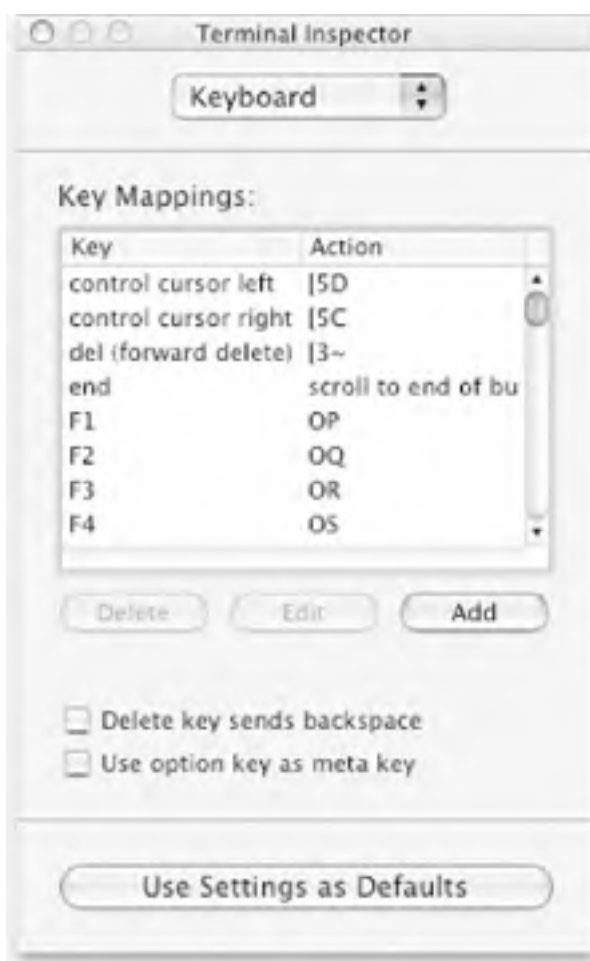 Terminal Inspector
Keyboard
Key Mappings:
Key Action
control cursor left [5D
control cursor right [5C
del (forward delete) [3~
end scroll to end of bu
F1 OP
F2 OQ
F3 OR
F4 OS
Delete Edit Add
Delete key sends backspace
Use option key as meta key
Use Settings as Defaults